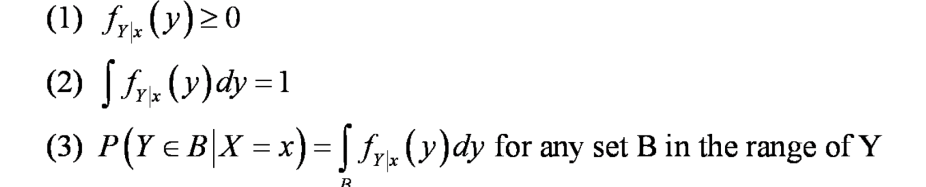 (1) f_{Y|x}(y) ≥ 0
(2) ∫ f_{Y|x}(y) dy = 1
(3) P(Y ∈ B|X = x) = ∫_B f_{Y|x}(y) dy for any set B in the range of Y